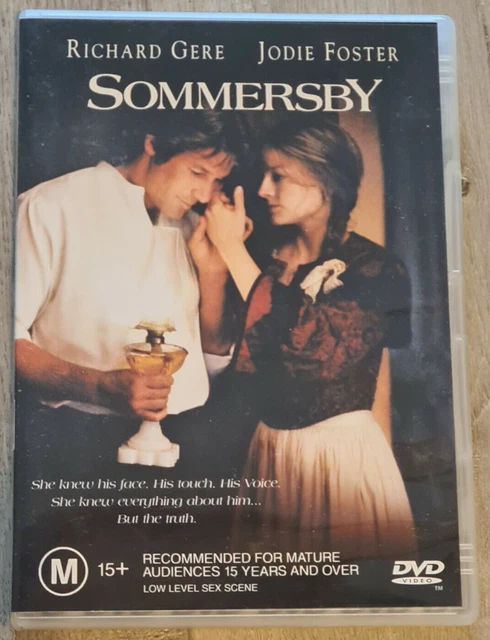 RICHARD GERE JODIE FOSTER
SOMMERSBY
She knew his face. His touch. His Voice.
She knew everything about him...
But the truth.
M 15+ RECOMMENDED FOR MATURE
AUDIENCES 15 YEARS AND OVER
LOW LEVEL SEX SCENE
DVD
VIDEO
TM